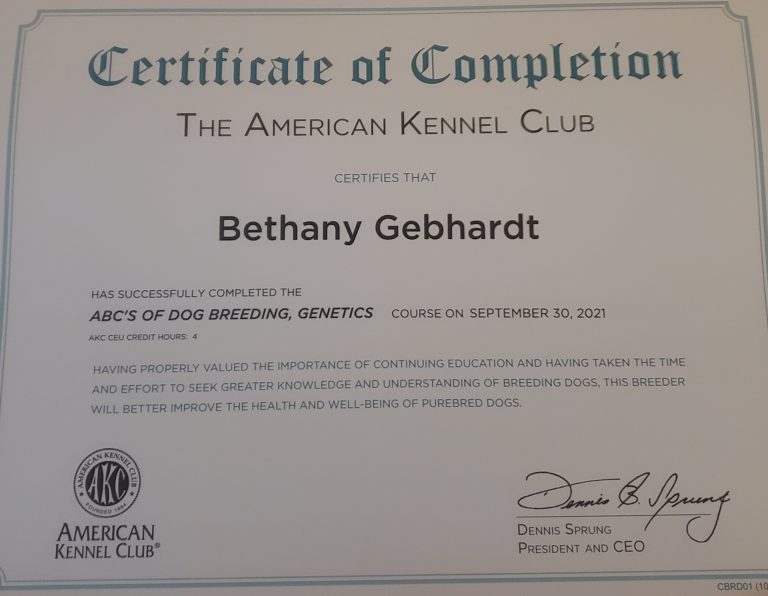 Certificate of Completion
THE AMERICAN KENNEL CLUB
CERTIFIES THAT
Bethany Gebhardt
HAS SUCCESSFULLY COMPLETED THE
ABC'S OF DOG BREEDING, GENETICS COURSE ON SEPTEMBER 30, 2021
AKC CEU CREDIT HOURS: 4
HAVING PROPERLY VALUED THE IMPORTANCE OF CONTINUING EDUCATION AND HAVING TAKEN THE TIME
AND EFFORT TO SEEK GREATER KNOWLEDGE AND UNDERSTANDING OF BREEDING DOGS, THIS BREEDER
WILL BETTER IMPROVE THE HEALTH AND WELL-BEING OF PUREBRED DOGS.
AMERICAN KENNEL CLUB
AKC
FOUNDED 1884
AMERICAN
KENNEL CLUB®
Dennis B. Sprung
DENNIS SPRUNG
PRESIDENT AND CEO
CBRD01 (10